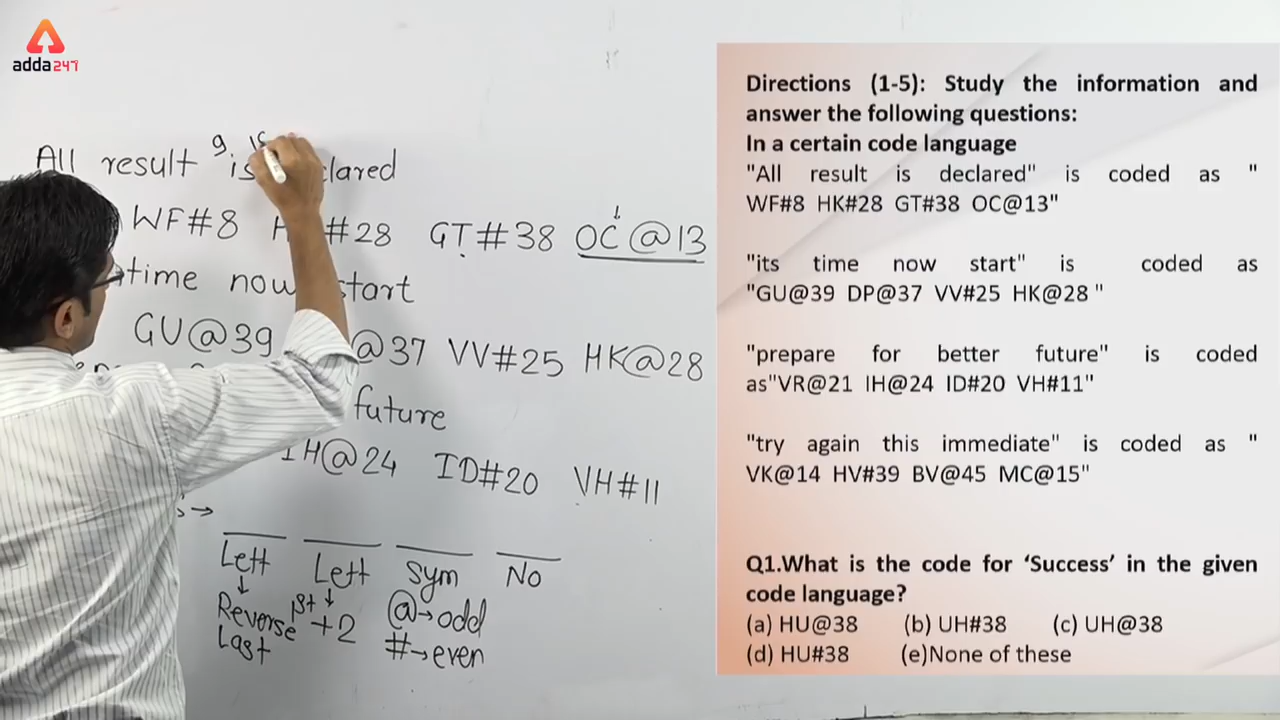 adda247
9 19
All result is clared
WF#8 H #28 GT#38 OC@13
time now start
GU@39 @37 VV#25 HK@28
future
IH@24 ID#20 VH#11
Left Left Sym No
Reverse Last 1st +2 @→odd #→even
Directions (1-5): Study the information and
answer the following questions:
In a certain code language
"All result is declared" is coded as "
WF#8 HK#28 GT#38 OC@13"
"its time now start" is coded as
"GU@39 DP@37 VV#25 HK@28 "
"prepare for better future" is coded
as"VR@21 IH@24 ID#20 VH#11"
"try again this immediate" is coded as "
VK@14 HV#39 BV@45 MC@15"
Q1.What is the code for ‘Success’ in the given
code language?
(a) HU@38 (b) UH#38 (c) UH@38
(d) HU#38 (e)None of these